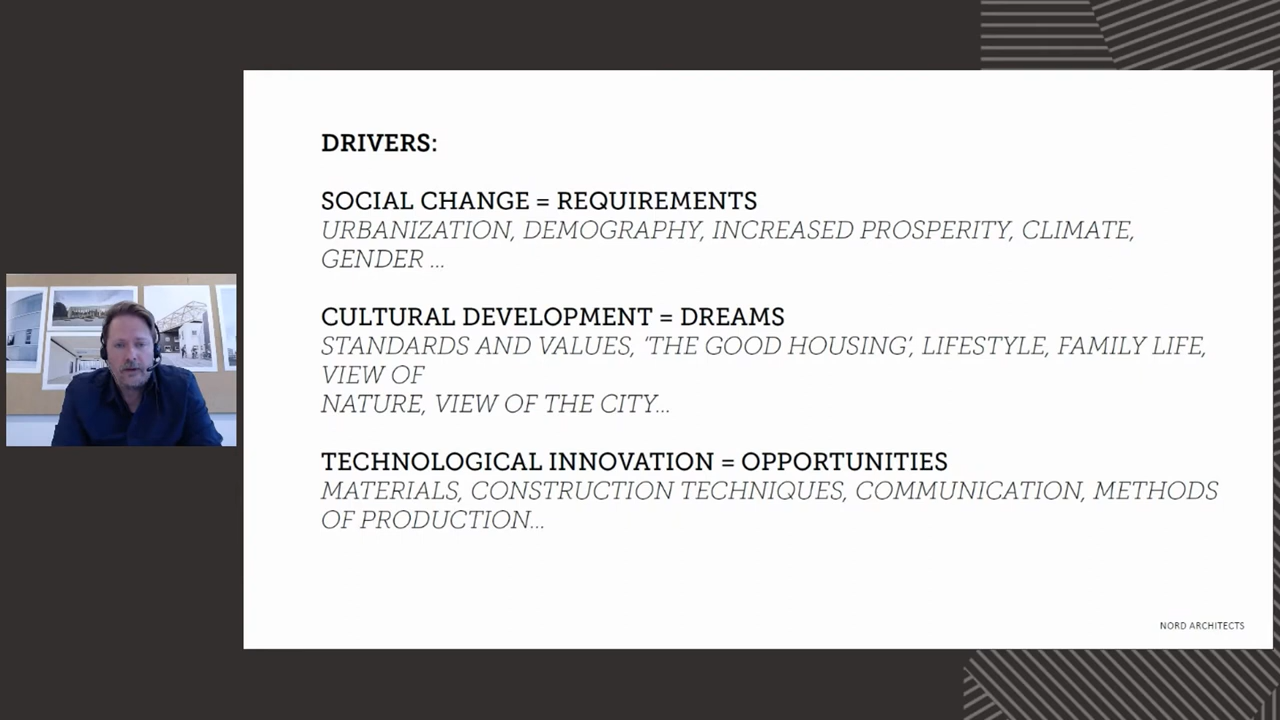 DRIVERS:
SOCIAL CHANGE = REQUIREMENTS
URBANIZATION, DEMOGRAPHY, INCREASED PROSPERITY, CLIMATE,
GENDER ...
CULTURAL DEVELOPMENT = DREAMS
STANDARDS AND VALUES, 'THE GOOD HOUSING', LIFESTYLE, FAMILY LIFE,
VIEW OF
NATURE, VIEW OF THE CITY...
TECHNOLOGICAL INNOVATION = OPPORTUNITIES
MATERIALS, CONSTRUCTION TECHNIQUES, COMMUNICATION, METHODS
OF PRODUCTION...
NORD ARCHITECTS